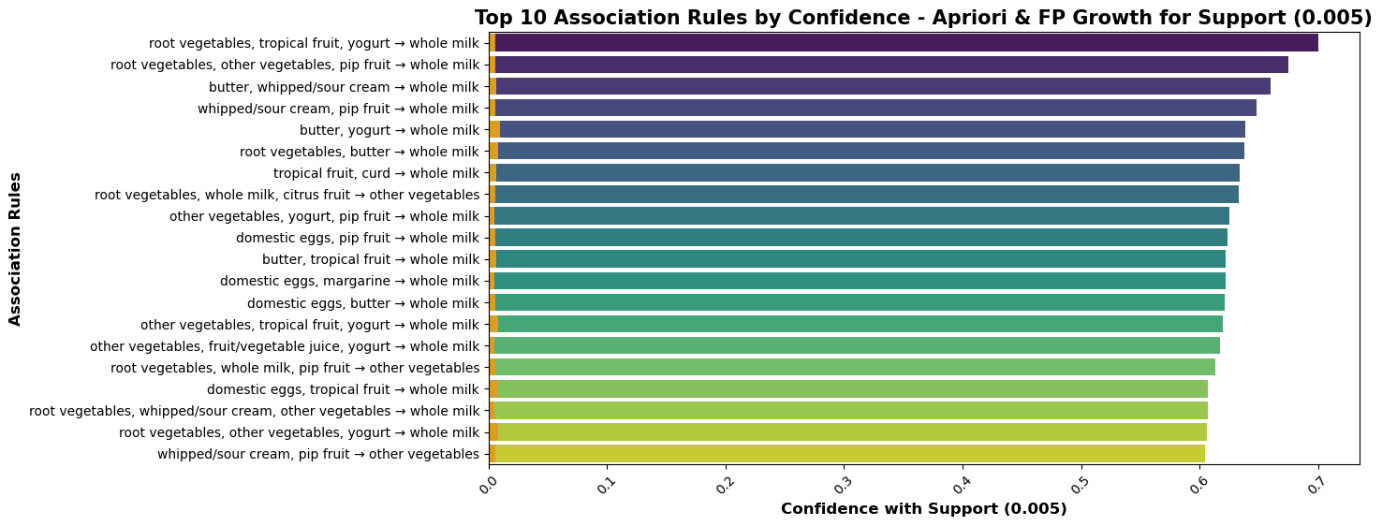 Top 10 Association Rules by Confidence - Apriori & FP Growth for Support (0.005)
Association Rules
root vegetables, tropical fruit, yogurt → whole milk
root vegetables, other vegetables, pip fruit → whole milk
butter, whipped/sour cream → whole milk
whipped/sour cream, pip fruit → whole milk
butter, yogurt → whole milk
root vegetables, butter → whole milk
tropical fruit, curd → whole milk
root vegetables, whole milk, citrus fruit → other vegetables
other vegetables, yogurt, pip fruit → whole milk
domestic eggs, pip fruit → whole milk
butter, tropical fruit → whole milk
domestic eggs, margarine → whole milk
domestic eggs, butter → whole milk
other vegetables, tropical fruit, yogurt → whole milk
other vegetables, fruit/vegetable juice, yogurt → whole milk
root vegetables, whole milk, pip fruit → other vegetables
domestic eggs, tropical fruit → whole milk
root vegetables, whipped/sour cream, other vegetables → whole milk
root vegetables, other vegetables, yogurt → whole milk
whipped/sour cream, pip fruit → other vegetables
0.0 0.1 0.2 0.3 0.4 0.5 0.6 0.7
Confidence with Support (0.005)